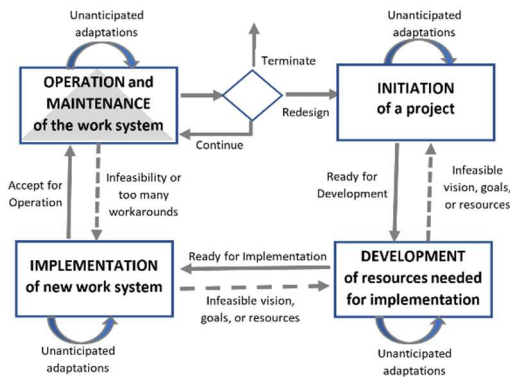 Unanticipated
adaptations
Unanticipated
adaptations
Terminate
OPERATION and
MAINTENANCE
of the work system
INITIATION
of a project
Redesign
Continue
Accept for
Operation
Infeasibility or
too many
workarounds
Ready for
Development
Infeasible
vision, goals,
or resources
IMPLEMENTATION
of new work system
Ready for Implementation
Infeasible vision,
goals, or resources
DEVELOPMENT
of resources needed
for implementation
Unanticipated
adaptations
Unanticipated
adaptations